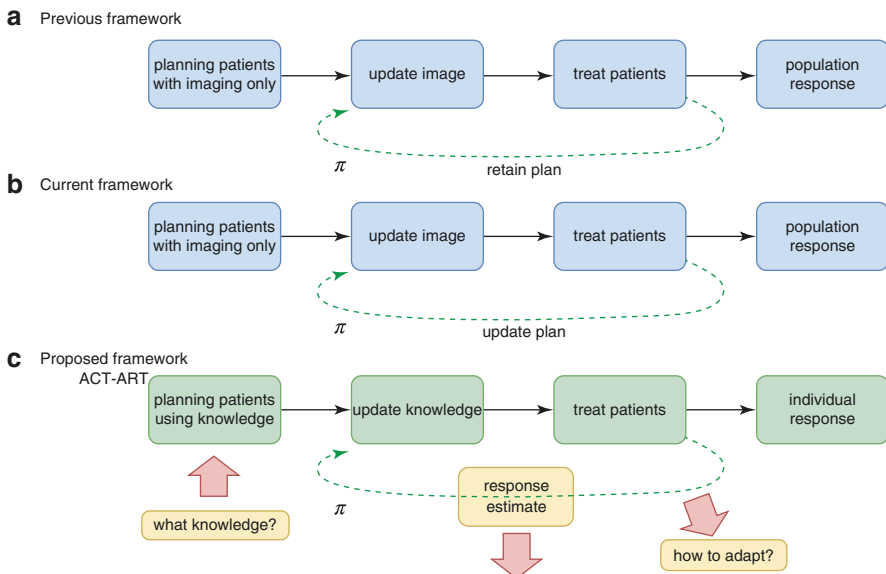 a Previous framework
planning patients
with imaging only
update image
treat patients
population
response
π
retain plan
b Current framework
planning patients
with imaging only
update image
treat patients
population
response
π
update plan
c Proposed framework
ACT-ART
planning patients
using knowledge
update knowledge
treat patients
individual
response
what knowledge?
π
response
estimate
how to adapt?